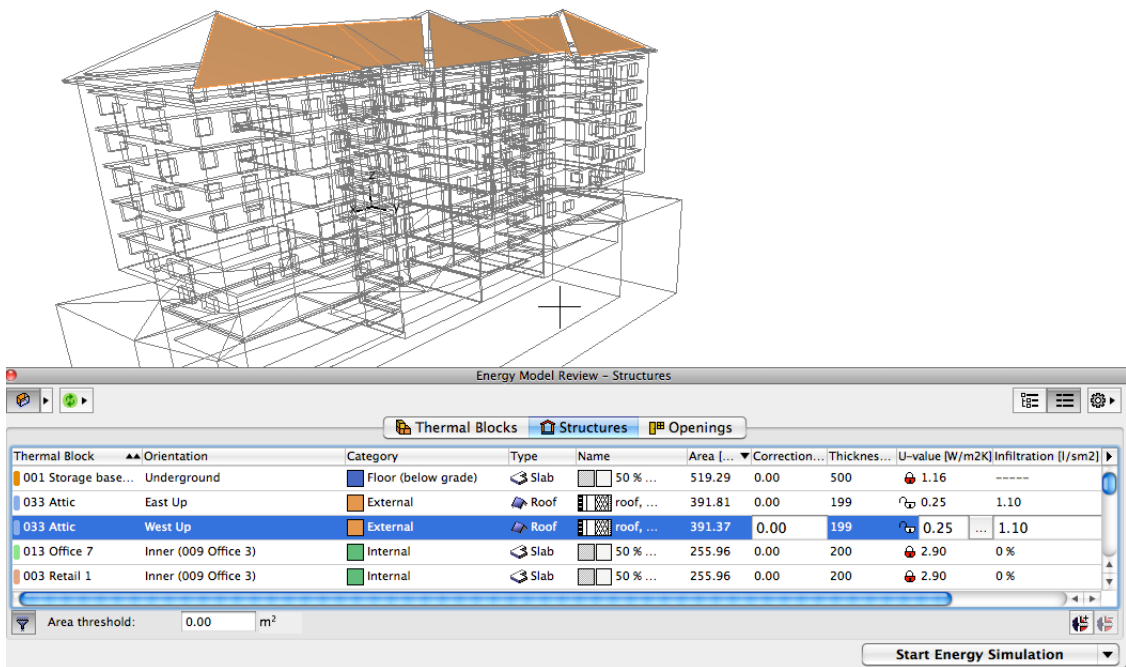 Energy Model Review - Structures
Thermal Blocks Structures Openings
Thermal Block Orientation Category Type Name Area [... Correction... Thicknes... U-value [W/m2K] Infiltration [l/sm2]
001 Storage base... Underground Floor (below grade) Slab 50 % ... 519.29 0.00 500 1.16 -----
033 Attic East Up External Roof roof, ... 391.81 0.00 199 0.25 1.10
033 Attic West Up External Roof roof, ... 391.37 0.00 199 0.25 ... 1.10
013 Office 7 Inner (009 Office 3) Internal Slab 50 % ... 255.96 0.00 200 2.90 0 %
003 Retail 1 Inner (009 Office 3) Internal Slab 50 % ... 255.96 0.00 200 2.90 0 %
Area threshold: 0.00 m²
Start Energy Simulation